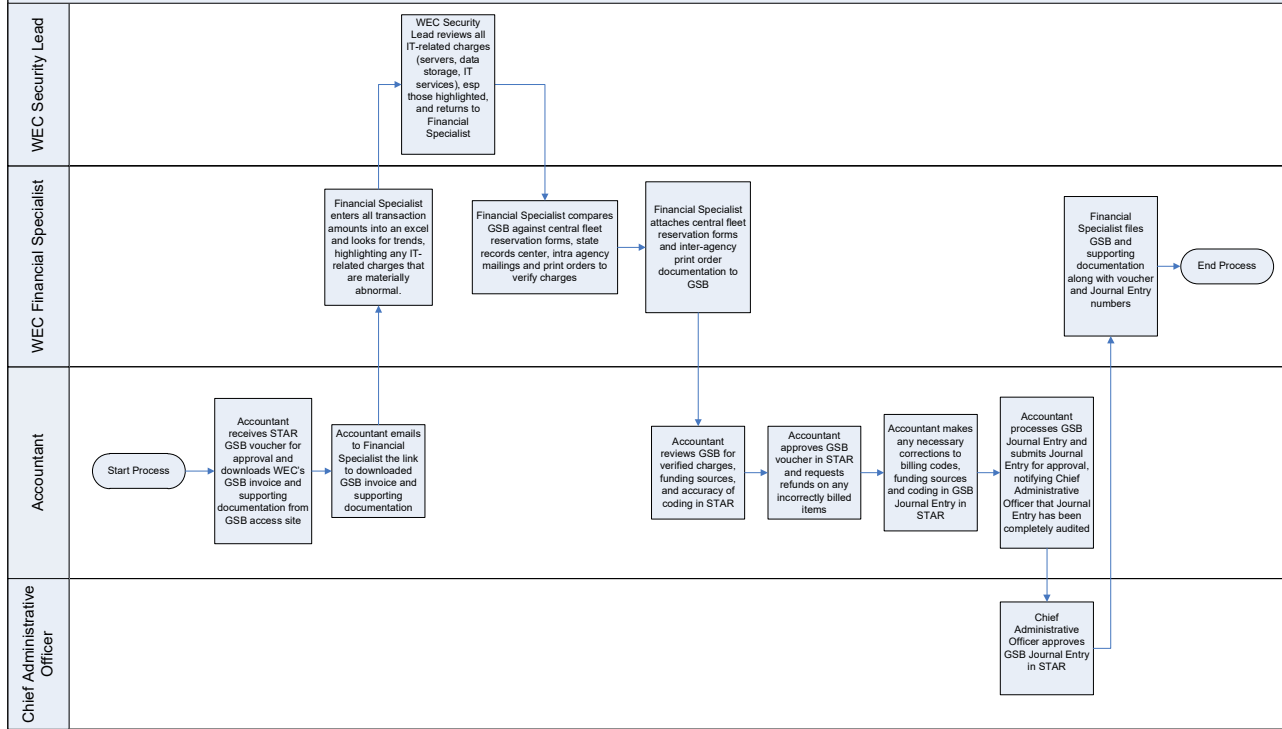 WEC Security Lead
WEC Security
Lead reviews all
IT-related charges
(servers, data
storage, IT
services), esp
those highlighted,
and returns to
Financial
Specialist
WEC Financial Specialist
Financial Specialist
enters all transaction
amounts into an excel
and looks for trends,
highlighting any IT-
related charges that
are materially
abnormal.
Financial Specialist compares
GSB against central fleet
reservation forms, state
records center, intra agency
mailings and print orders to
verify charges
Financial Specialist
attaches central fleet
reservation forms
and inter-agency
print order
documentation to
GSB
Financial
Specialist files
GSB and
supporting
documentation
along with voucher
and Journal Entry
numbers
End Process
Accountant
Start Process
Accountant
receives STAR
GSB voucher for
approval and
downloads WEC's
GSB invoice and
supporting
documentation from
GSB access site
Accountant emails
to Financial
Specialist the link
to downloaded
GSB invoice and
supporting
documentation
Accountant
reviews GSB for
verified charges,
funding sources,
and accuracy of
coding in STAR
Accountant
approves GSB
voucher in STAR
and requests
refunds on any
incorrectly billed
items
Accountant makes
any necessary
corrections to
billing codes,
funding sources
and coding in GSB
Journal Entry in
STAR
Accountant
processes GSB
Journal Entry and
submits Journal
Entry for approval,
notifying Chief
Administrative
Officer that Journal
Entry has been
completely audited
Chief Administrative
Officer
Chief
Administrative
Officer approves
GSB Journal Entry
in STAR